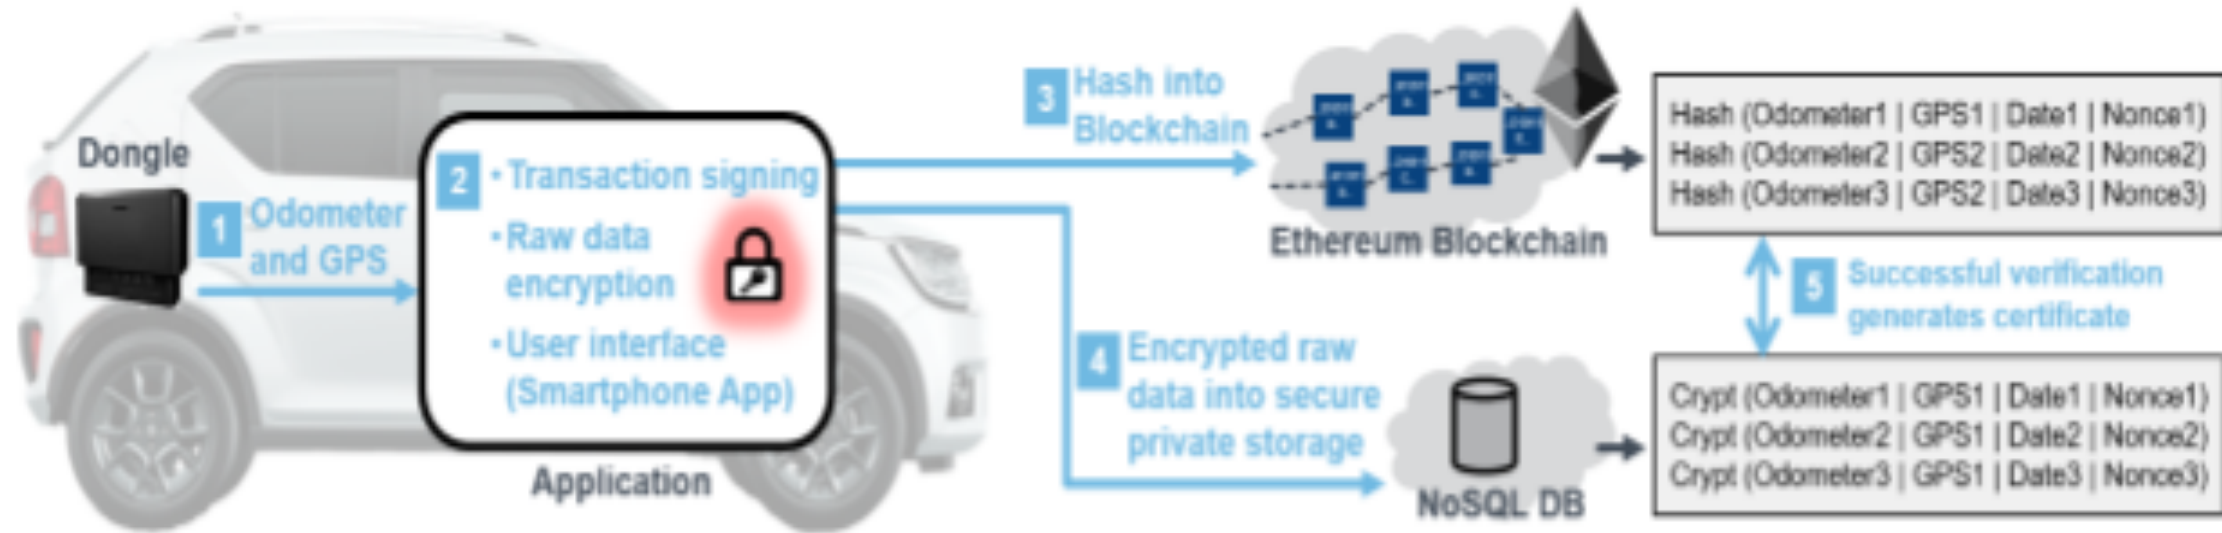 Dongle
1 Odometer
and GPS
2 • Transaction signing
• Raw data
encryption
• User interface
(Smartphone App)
Application
3 Hash into
Blockchain
Ethereum Blockchain
Hash (Odometer1 | GPS1 | Date1 | Nonce1)
Hash (Odometer2 | GPS2 | Date2 | Nonce2)
Hash (Odometer3 | GPS2 | Date3 | Nonce3)
5 Successful verification
generates certificate
4 Encrypted raw
data into secure
private storage
NoSQL DB
Crypt (Odometer1 | GPS1 | Date1 | Nonce1)
Crypt (Odometer2 | GPS1 | Date2 | Nonce2)
Crypt (Odometer3 | GPS1 | Date3 | Nonce3)